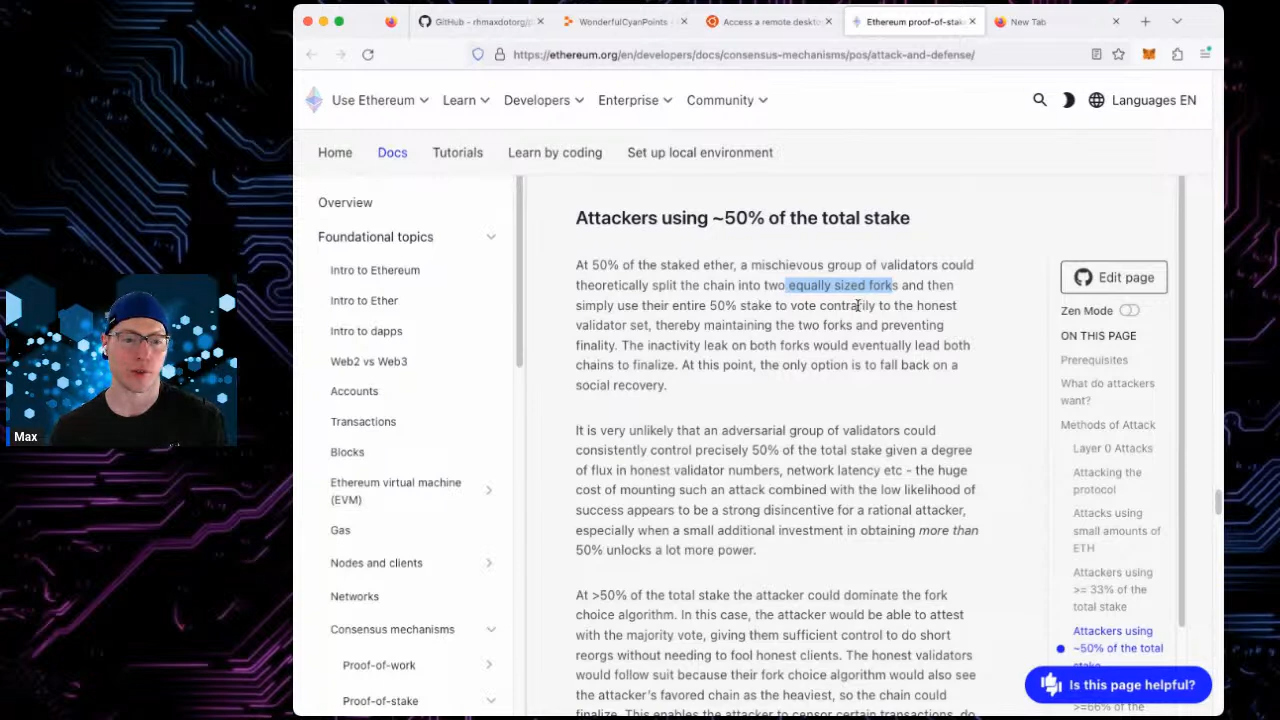 GitHub - rhmaxdotorg/p
WonderfulCyanPoints -
Access a remote deskto
Ethereum proof-of-stak
New Tab
https://ethereum.org/en/developers/docs/consensus-mechanisms/pos/attack-and-defense/
Use Ethereum
Learn
Developers
Enterprise
Community
Languages EN
Home
Docs
Tutorials
Learn by coding
Set up local environment
Overview
Foundational topics
Intro to Ethereum
Intro to Ether
Intro to dapps
Web2 vs Web3
Accounts
Transactions
Blocks
Ethereum virtual machine
(EVM)
Gas
Nodes and clients
Networks
Consensus mechanisms
Proof-of-work
Proof-of-stake
Attackers using ~50% of the total stake
At 50% of the staked ether, a mischievous group of validators could
theoretically split the chain into two equally sized forks and then
simply use their entire 50% stake to vote contrarily to the honest
validator set, thereby maintaining the two forks and preventing
finality. The inactivity leak on both forks would eventually lead both
chains to finalize. At this point, the only option is to fall back on a
social recovery.
It is very unlikely that an adversarial group of validators could
consistently control precisely 50% of the total stake given a degree
of flux in honest validator numbers, network latency etc - the huge
cost of mounting such an attack combined with the low likelihood of
success appears to be a strong disincentive for a rational attacker,
especially when a small additional investment in obtaining more than
50% unlocks a lot more power.
At >50% of the total stake the attacker could dominate the fork
choice algorithm. In this case, the attacker would be able to attest
with the majority vote, giving them sufficient control to do short
reorgs without needing to fool honest clients. The honest validators
would follow suit because their fork choice algorithm would also see
the attacker's favored chain as the heaviest, so the chain could
finalize. This enables the attacker to censor certain transactions, do
Edit page
Zen Mode
ON THIS PAGE
Prerequisites
What do attackers
want?
Methods of Attack
Layer 0 Attacks
Attacking the
protocol
Attacks using
small amounts of
ETH
Attackers using
>= 33% of the
total stake
Attackers using
~50% of the total
stake
Is this page helpful?
>=66% of the
Max